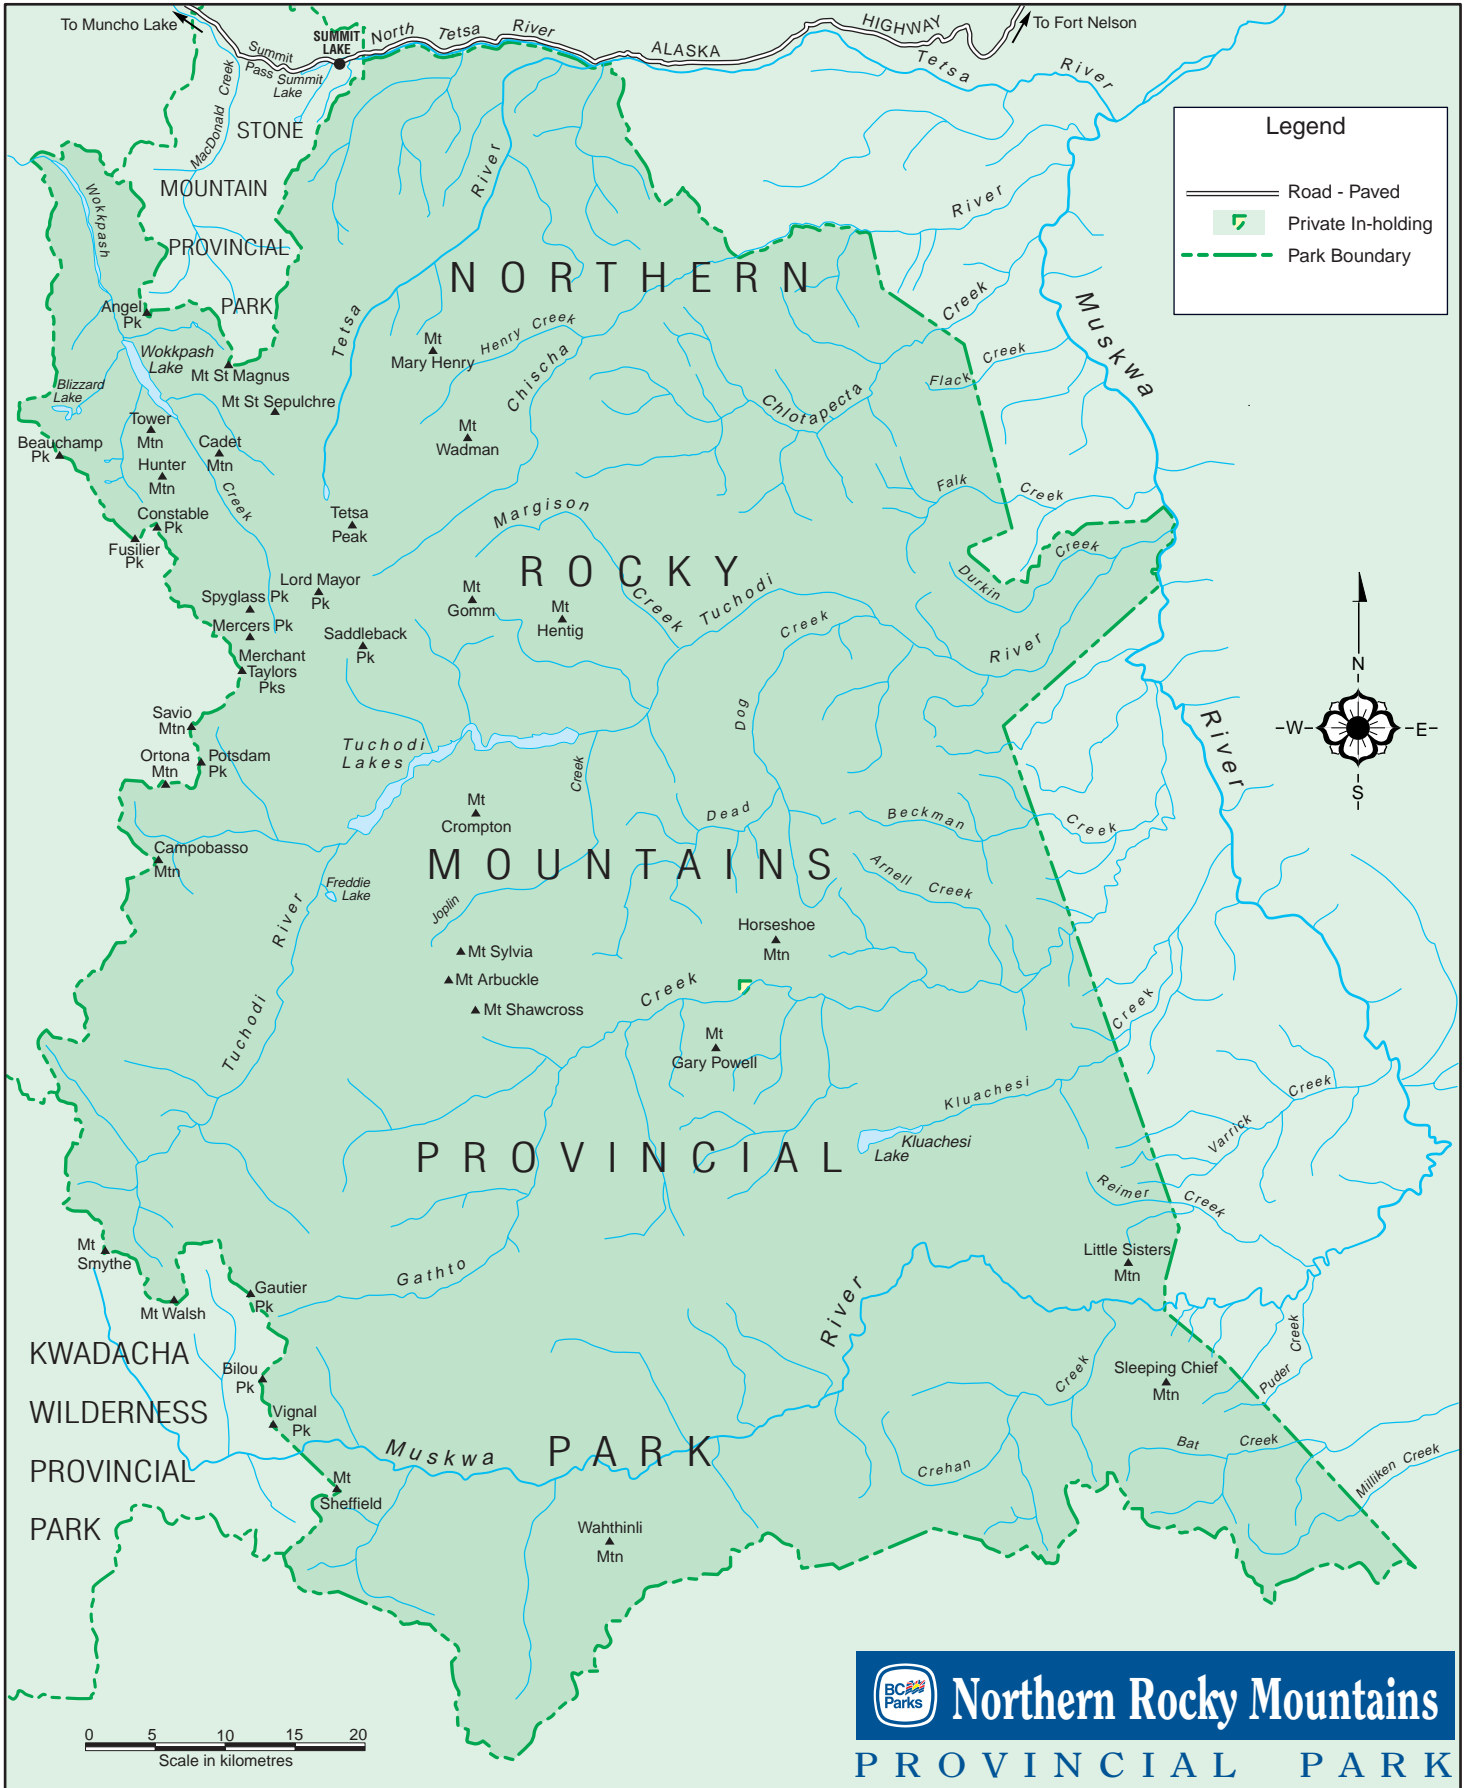 To Muncho Lake
SUMMIT
LAKE
North Tetsa River
ALASKA
HIGHWAY
To Fort Nelson
Summit
Pass
Summit
Lake
MacDonald Creek
Tetsa River
STONE
MOUNTAIN
PROVINCIAL
PARK
Legend
Road - Paved
Private In-holding
Park Boundary
Wokkpash
River
River
NORTHERN
Angel
Pk
Wokkpash
Lake
Mt St Magnus
Blizzard
Lake
Mt St Sepulchre
Tetsa
Mt
Mary Henry
Henry Creek
Chischa
Creek
Flack
Creek
Muskwa
Chlotapecta
Tower
Mtn
Beauchamp
Pk
Cadet
Mtn
Hunter
Mtn
Creek
Mt
Wadman
Constable
Pk
Fusilier
Pk
Tetsa
Peak
Margison
Creek
Falk
Creek
Durkin
Creek
ROCKY
Lord Mayor
Pk
Spyglass Pk
Mercers Pk
Merchant
Taylors
Pks
Saddleback
Pk
Mt
Gomm
Mt
Hentig
Tuchodi
River
Creek
Dog
N
W
E
S
River
Savio
Mtn
Ortona
Mtn
Potsdam
Pk
Tuchodi
Lakes
Creek
Mt
Crompton
Dead
Beckman
Creek
Campobasso
Mtn
MOUNTAINS
Freddie
Lake
Joplin
Arnell Creek
River
Tuchodi
Mt Sylvia
Mt Arbuckle
Mt Shawcross
Horseshoe
Mtn
Creek
Mt
Gary Powell
Creek
Kluachesi
Kluachesi
Lake
Creek
Varrick
PROVINCIAL
Reimer
Creek
Mt
Smythe
Mt Walsh
Gautier
Pk
Gathto
River
Little Sisters
Mtn
KWADACHA
WILDERNESS
PROVINCIAL
PARK
Bilou
Pk
Vignal
Pk
Mt
Sheffield
Muskwa
PARK
Creek
Crehan
Sleeping Chief
Mtn
Puder
Creek
Bat
Creek
Milliken Creek
Wahthinli
Mtn
0 5 10 15 20
Scale in kilometres
BC
Parks
Northern Rocky Mountains
PROVINCIAL PARK